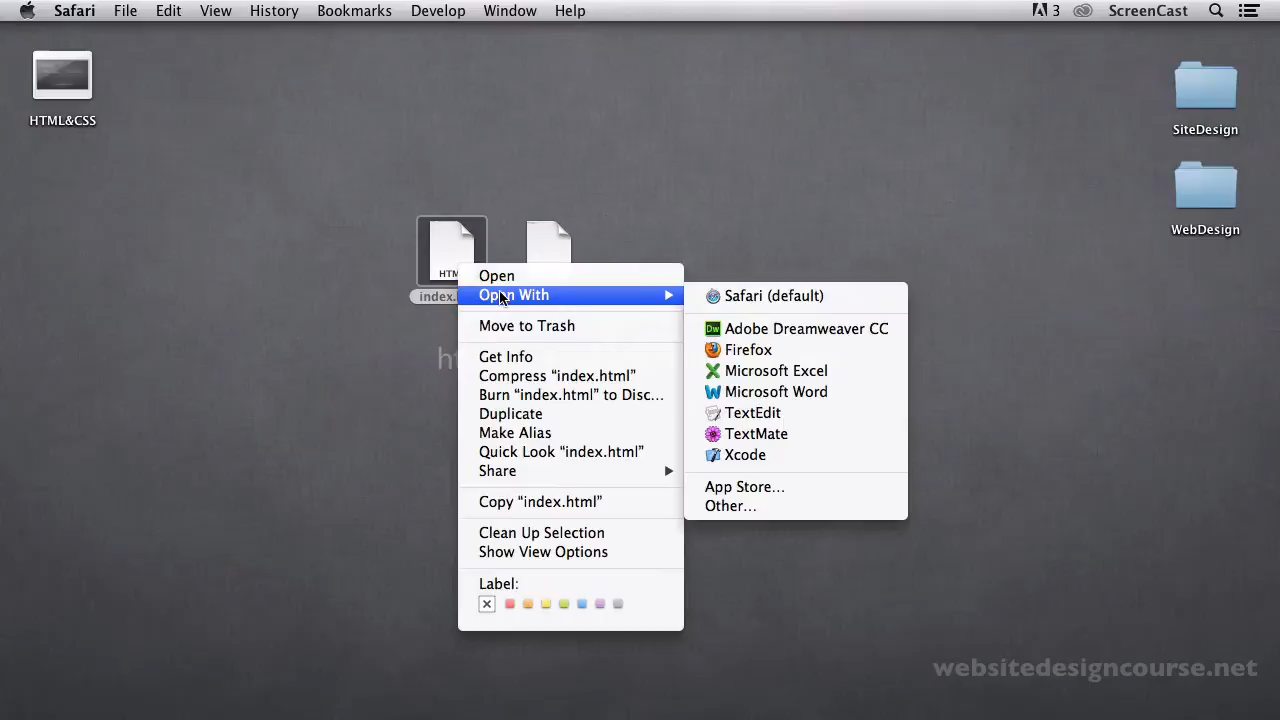 Safari File Edit View History Bookmarks Develop Window Help 3 ScreenCast
HTML&CSS
SiteDesign
WebDesign
HTM
index.
Open
Open With
Move to Trash
Get Info
Compress “index.html”
Burn “index.html” to Disc...
Duplicate
Make Alias
Quick Look “index.html”
Share
Copy “index.html”
Clean Up Selection
Show View Options
Label:
Safari (default)
Dw Adobe Dreamweaver CC
Firefox
Microsoft Excel
Microsoft Word
TextEdit
TextMate
Xcode
App Store...
Other...
websitedesigncourse.net